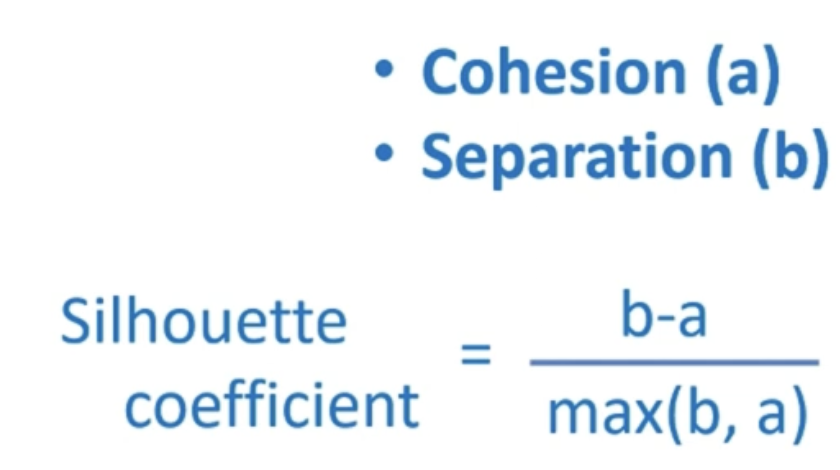 • Cohesion (a)
• Separation (b)
Silhouette
coefficient
=
b-a
max(b, a)